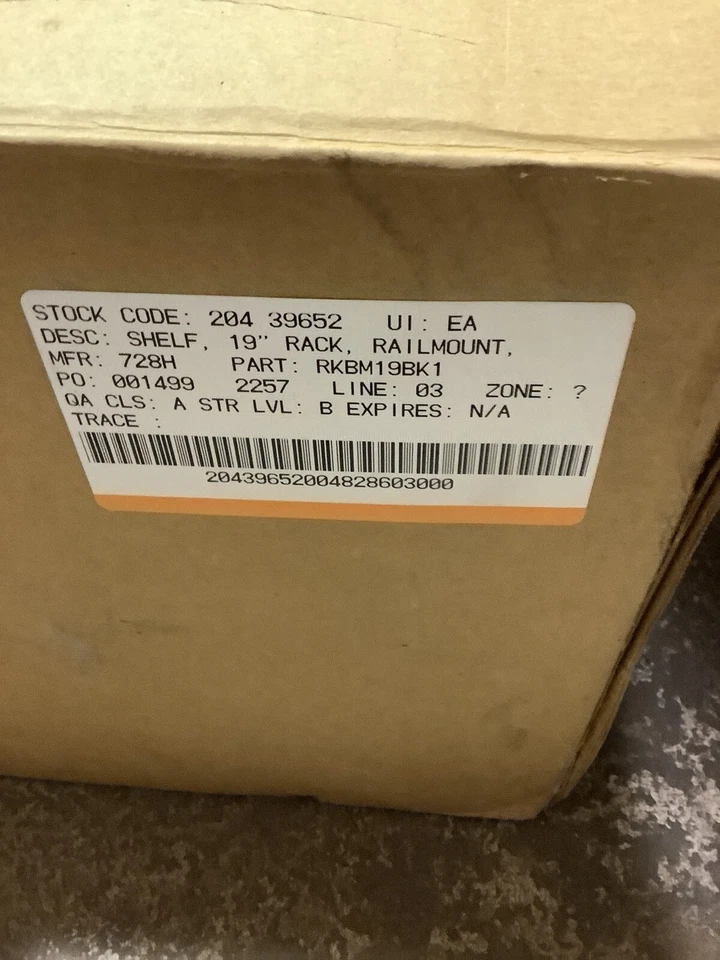 STOCK CODE: 204 39652 UI: EA
DESC: SHELF, 19" RACK, RAILMOUNT,
MFR: 728H PART: RKBM19BK1
PO: 001499 2257 LINE: 03 ZONE: ?
QA CLS: A STR LVL: B EXPIRES: N/A
TRACE :
20439652004828603000